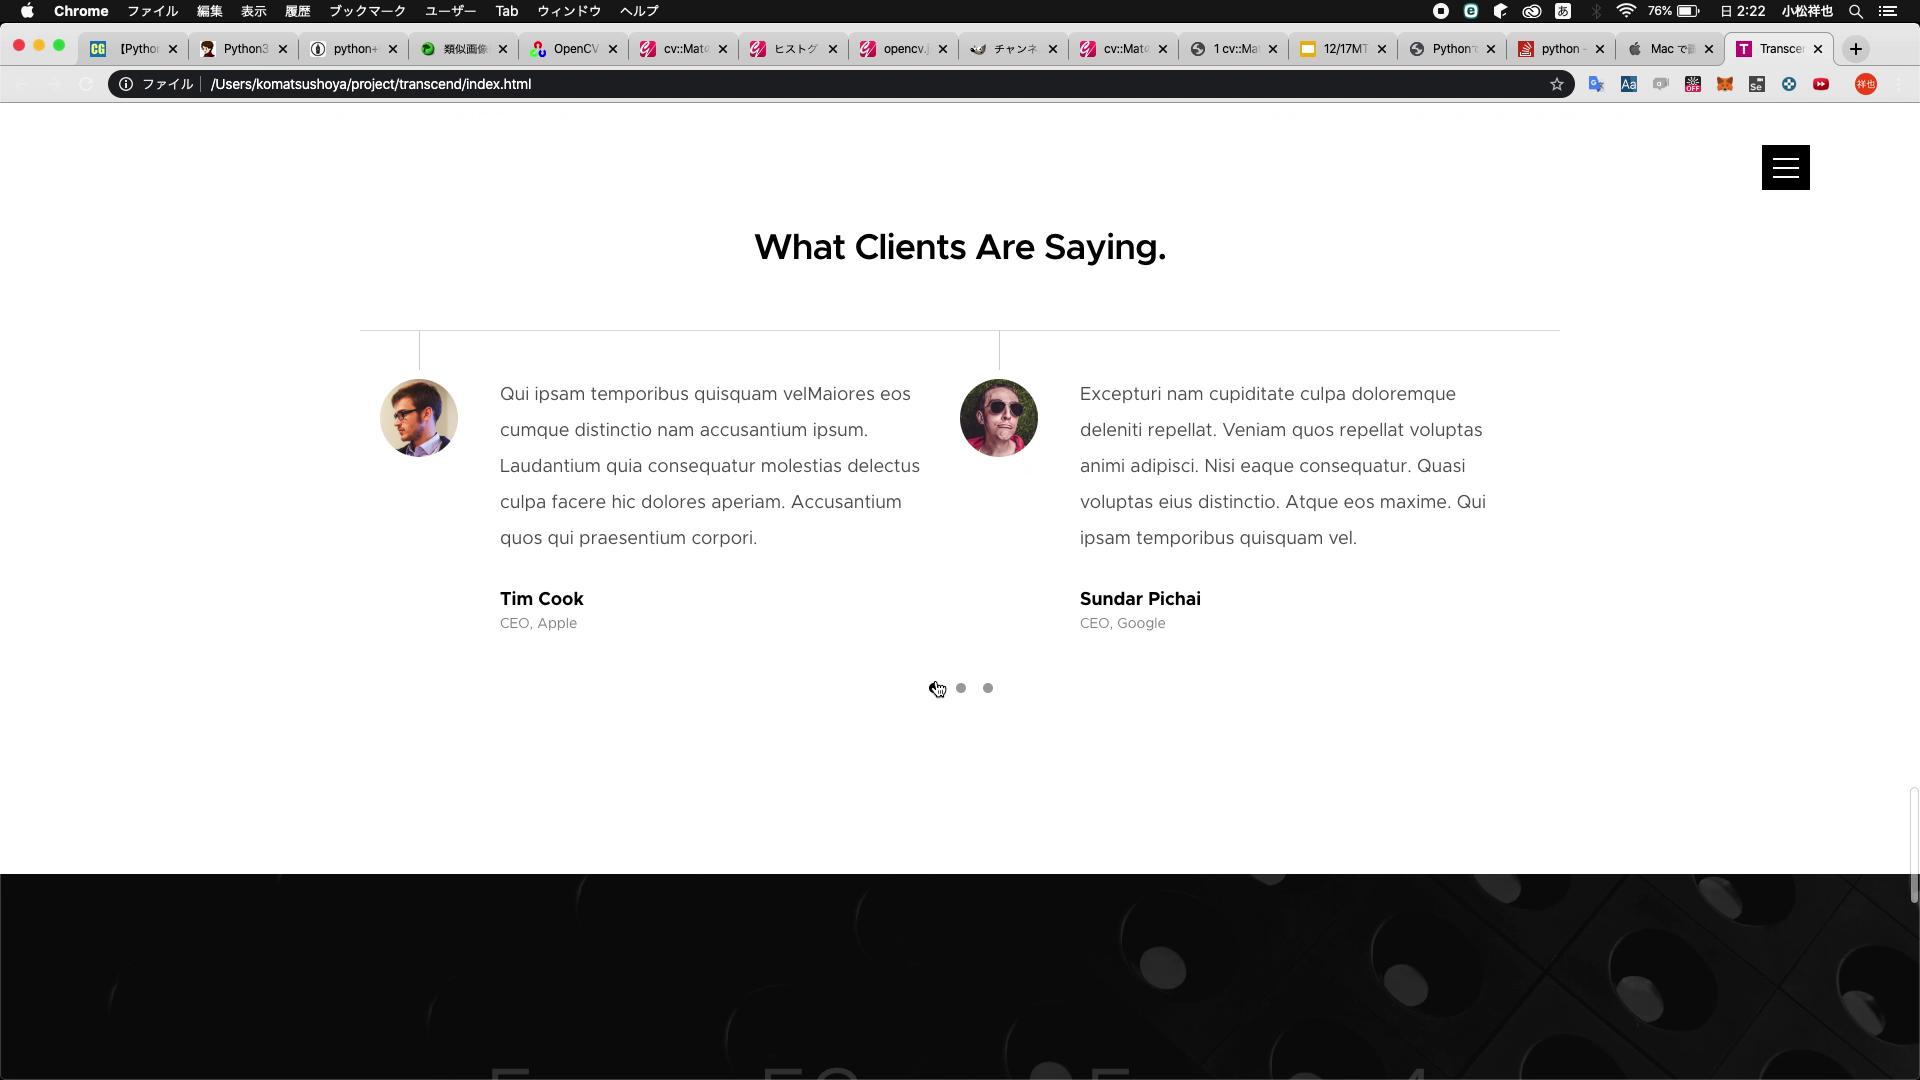 Chrome ファイル 編集 表示 履歴 ブックマーク ユーザー Tab ウィンドウ ヘルプ あ 76% 日 2:22 小松祥也
CG 【Pytho Python3 python+ 類似画像 OpenCV cv::Mat ヒストグ opencv. チャンネ cv::Mat 1 cv::Ma 12/17MT Python python - Mac で Transce
ファイル /Users/komatsushoya/project/transcend/index.html Aa OFF Se 祥也
What Clients Are Saying.
Qui ipsam temporibus quisquam velMaiores eos
cumque distinctio nam accusantium ipsum.
Laudantium quia consequatur molestias delectus
culpa facere hic dolores aperiam. Accusantium
quos qui praesentium corpori.
Tim Cook
CEO, Apple
Excepturi nam cupiditate culpa doloremque
deleniti repellat. Veniam quos repellat voluptas
animi adipisci. Nisi eaque consequatur. Quasi
voluptas eius distinctio. Atque eos maxime. Qui
ipsam temporibus quisquam vel.
Sundar Pichai
CEO, Google